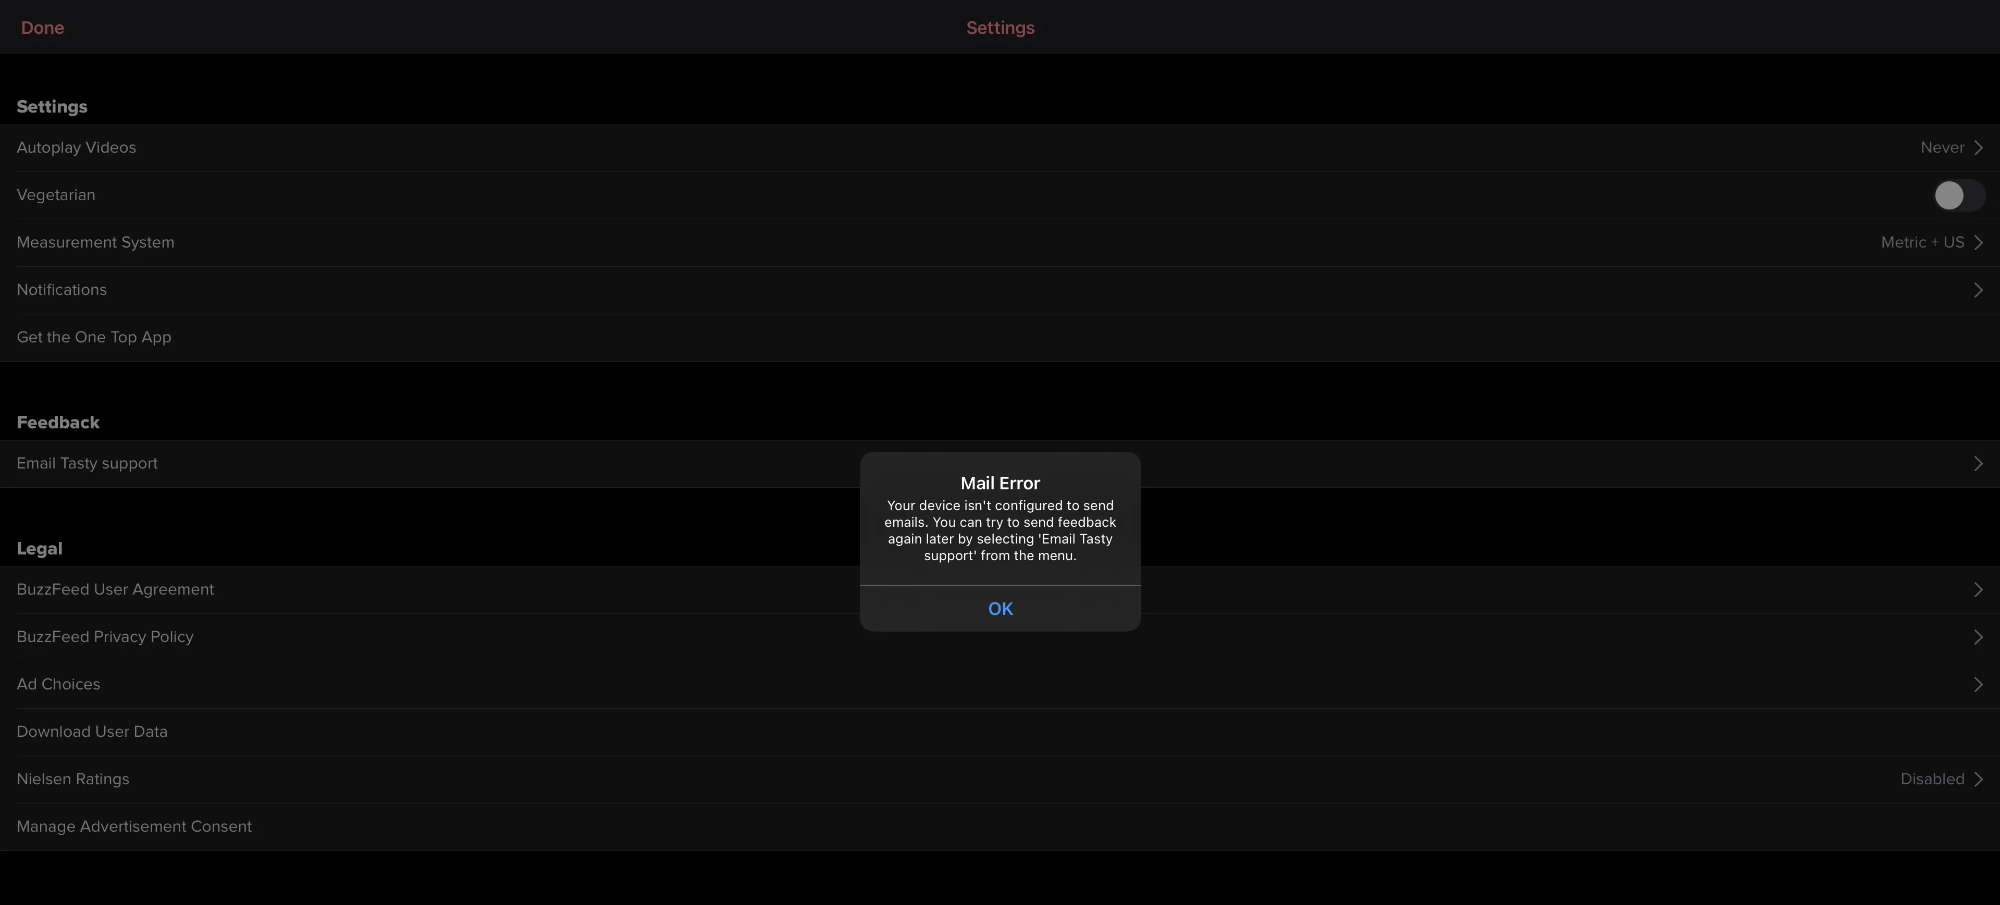 Done
Settings
Settings
Autoplay Videos
Never
Vegetarian
Measurement System
Metric + US
Notifications
Get the One Top App
Feedback
Email Tasty support
Mail Error
Your device isn't configured to send
emails. You can try to send feedback
again later by selecting 'Email Tasty
support' from the menu.
OK
Legal
BuzzFeed User Agreement
BuzzFeed Privacy Policy
Ad Choices
Download User Data
Nielsen Ratings
Disabled
Manage Advertisement Consent